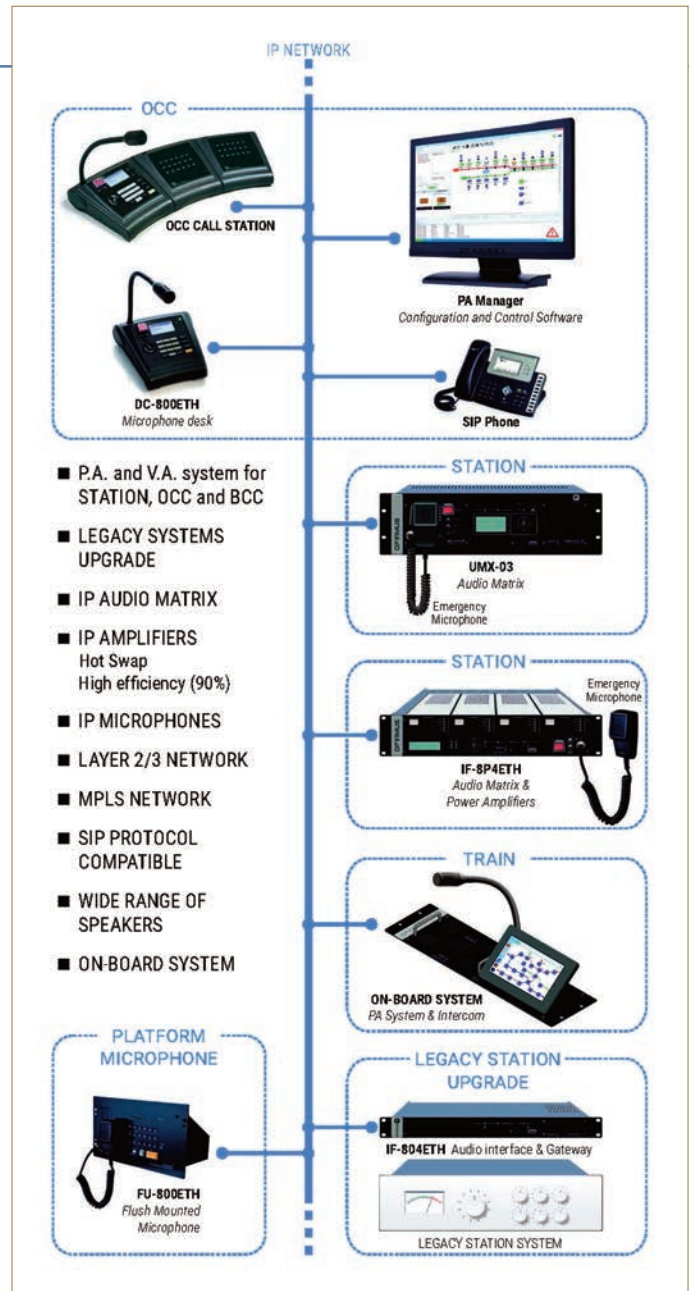 IP NETWORK
OCC
OCC CALL STATION
PA Manager
Configuration and Control Software
DC-800ETH
Microphone desk
SIP Phone
■ P.A. and V.A. system for
STATION, OCC and BCC
■ LEGACY SYSTEMS
UPGRADE
■ IP AUDIO MATRIX
■ IP AMPLIFIERS
Hot Swap
High efficiency (90%)
■ IP MICROPHONES
■ LAYER 2/3 NETWORK
■ MPLS NETWORK
■ SIP PROTOCOL
COMPATIBLE
■ WIDE RANGE OF
SPEAKERS
■ ON-BOARD SYSTEM
STATION
OPTIMUS
UMX-03
Audio Matrix
Emergency
Microphone
STATION
Emergency
Microphone
OPTIMUS
IF-8P4ETH
Audio Matrix &
Power Amplifiers
TRAIN
ON-BOARD SYSTEM
PA System & Intercom
PLATFORM
MICROPHONE
FU-800ETH
Flush Mounted
Microphone
LEGACY STATION
UPGRADE
IF-804ETH Audio interface & Gateway
LEGACY STATION SYSTEM